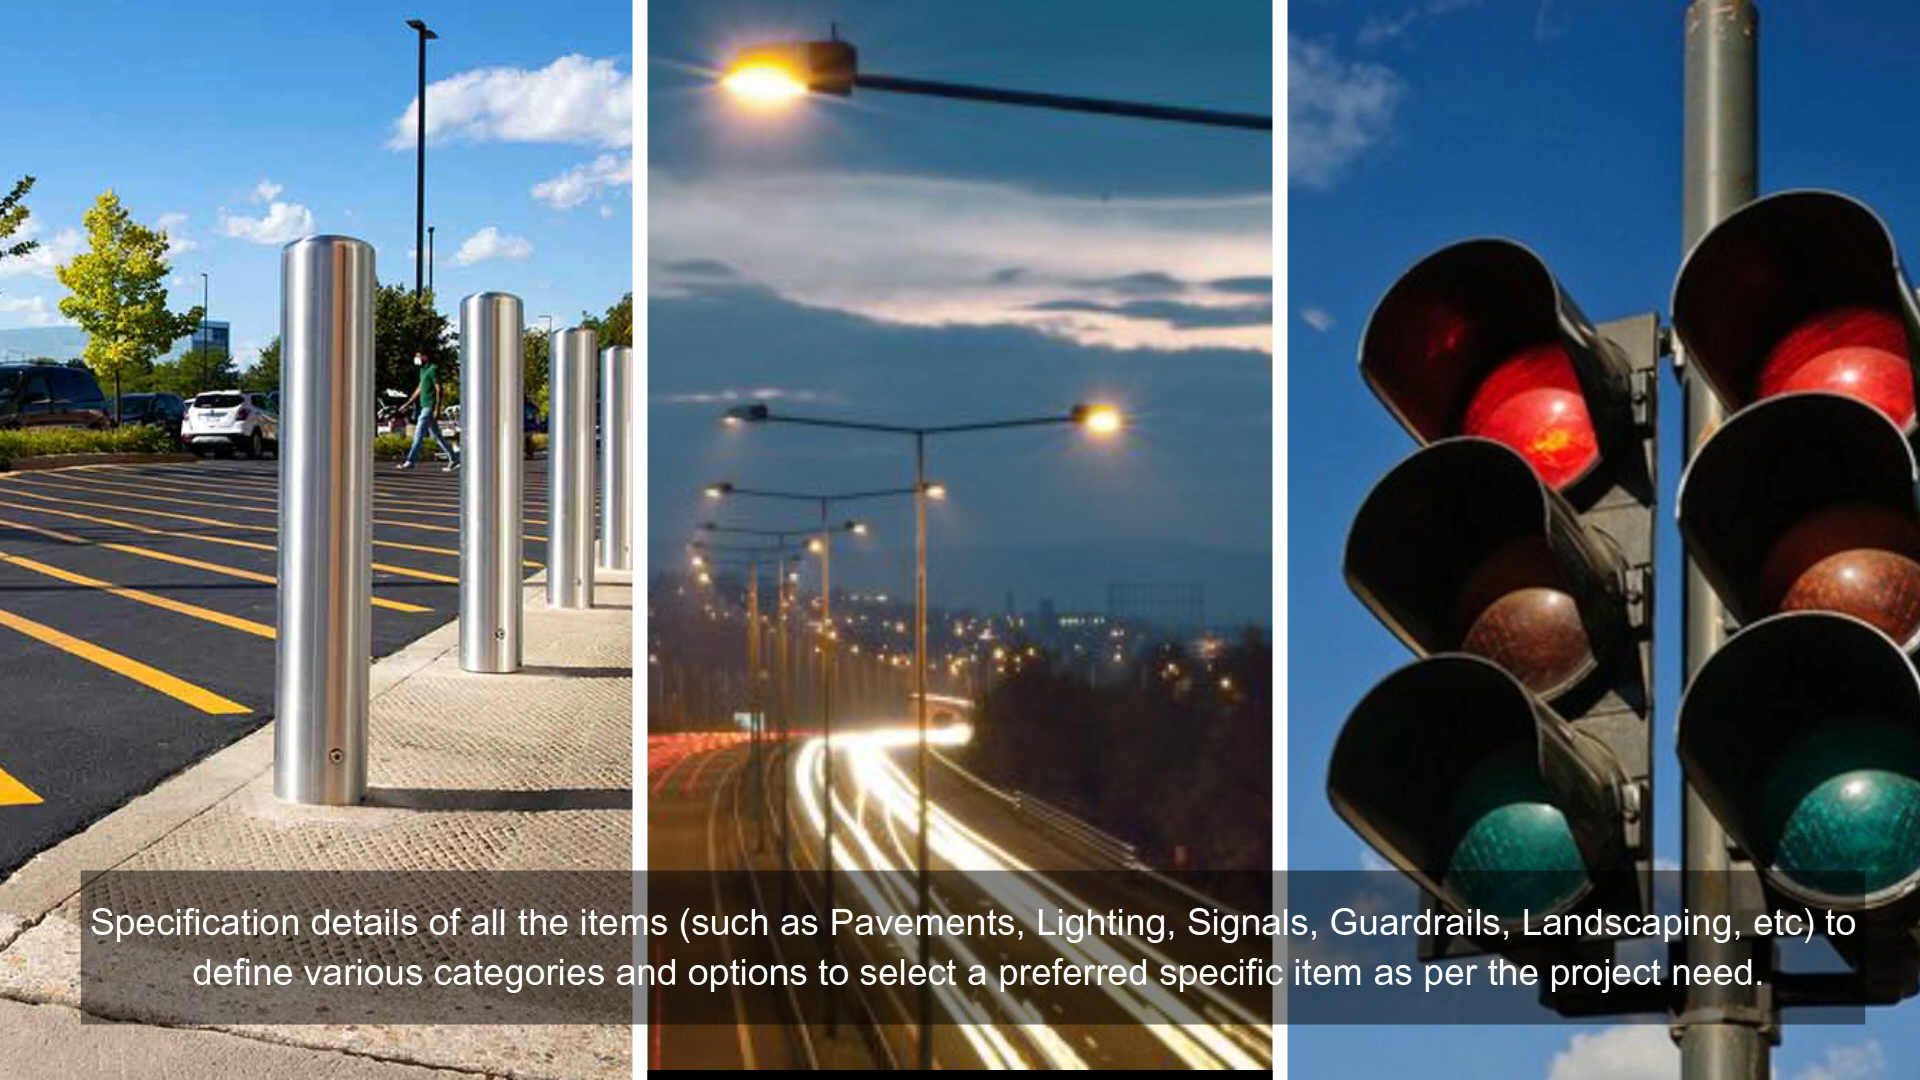 Specification details of all the items (such as Pavements, Lighting, Signals, Guardrails, Landscaping, etc) to
define various categories and options to select a preferred specific item as per the project need.